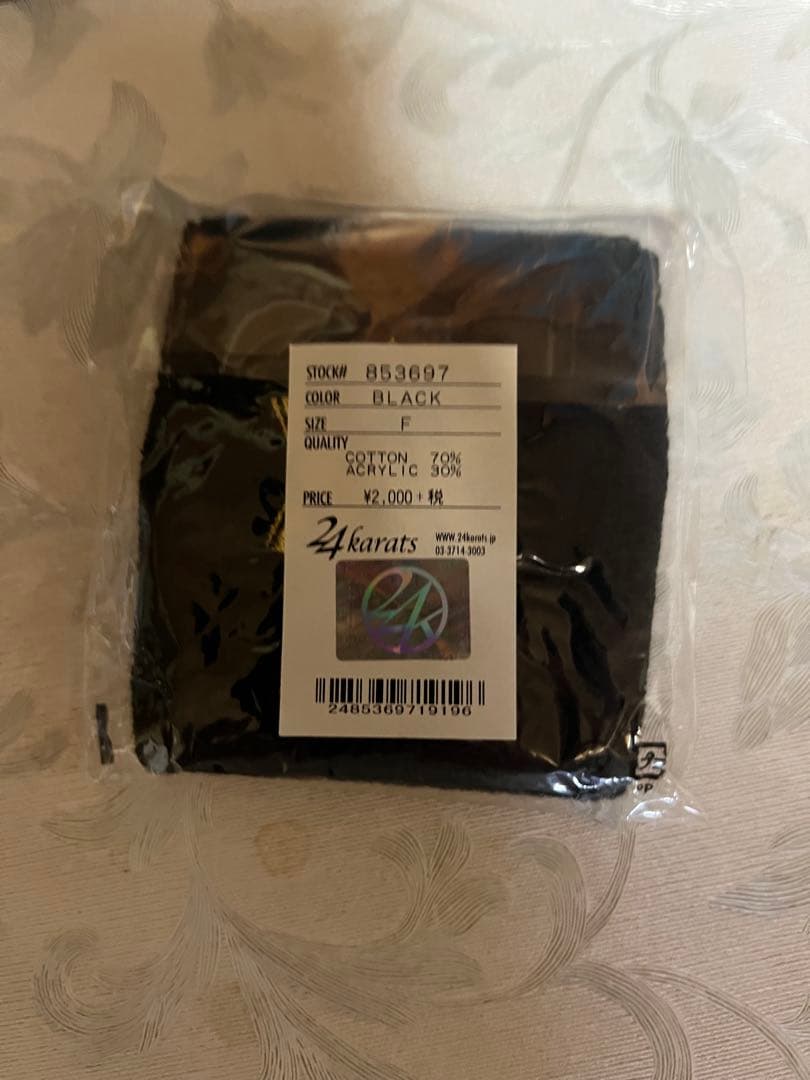 STOCK# 853697
COLOR BLACK
SIZE F
QUALITY
COTTON 70%
ACRYLIC 30%
PRICE ¥2,000+税
24karats
www.24karats.jp
03-3714-3003
24k
2485369719196